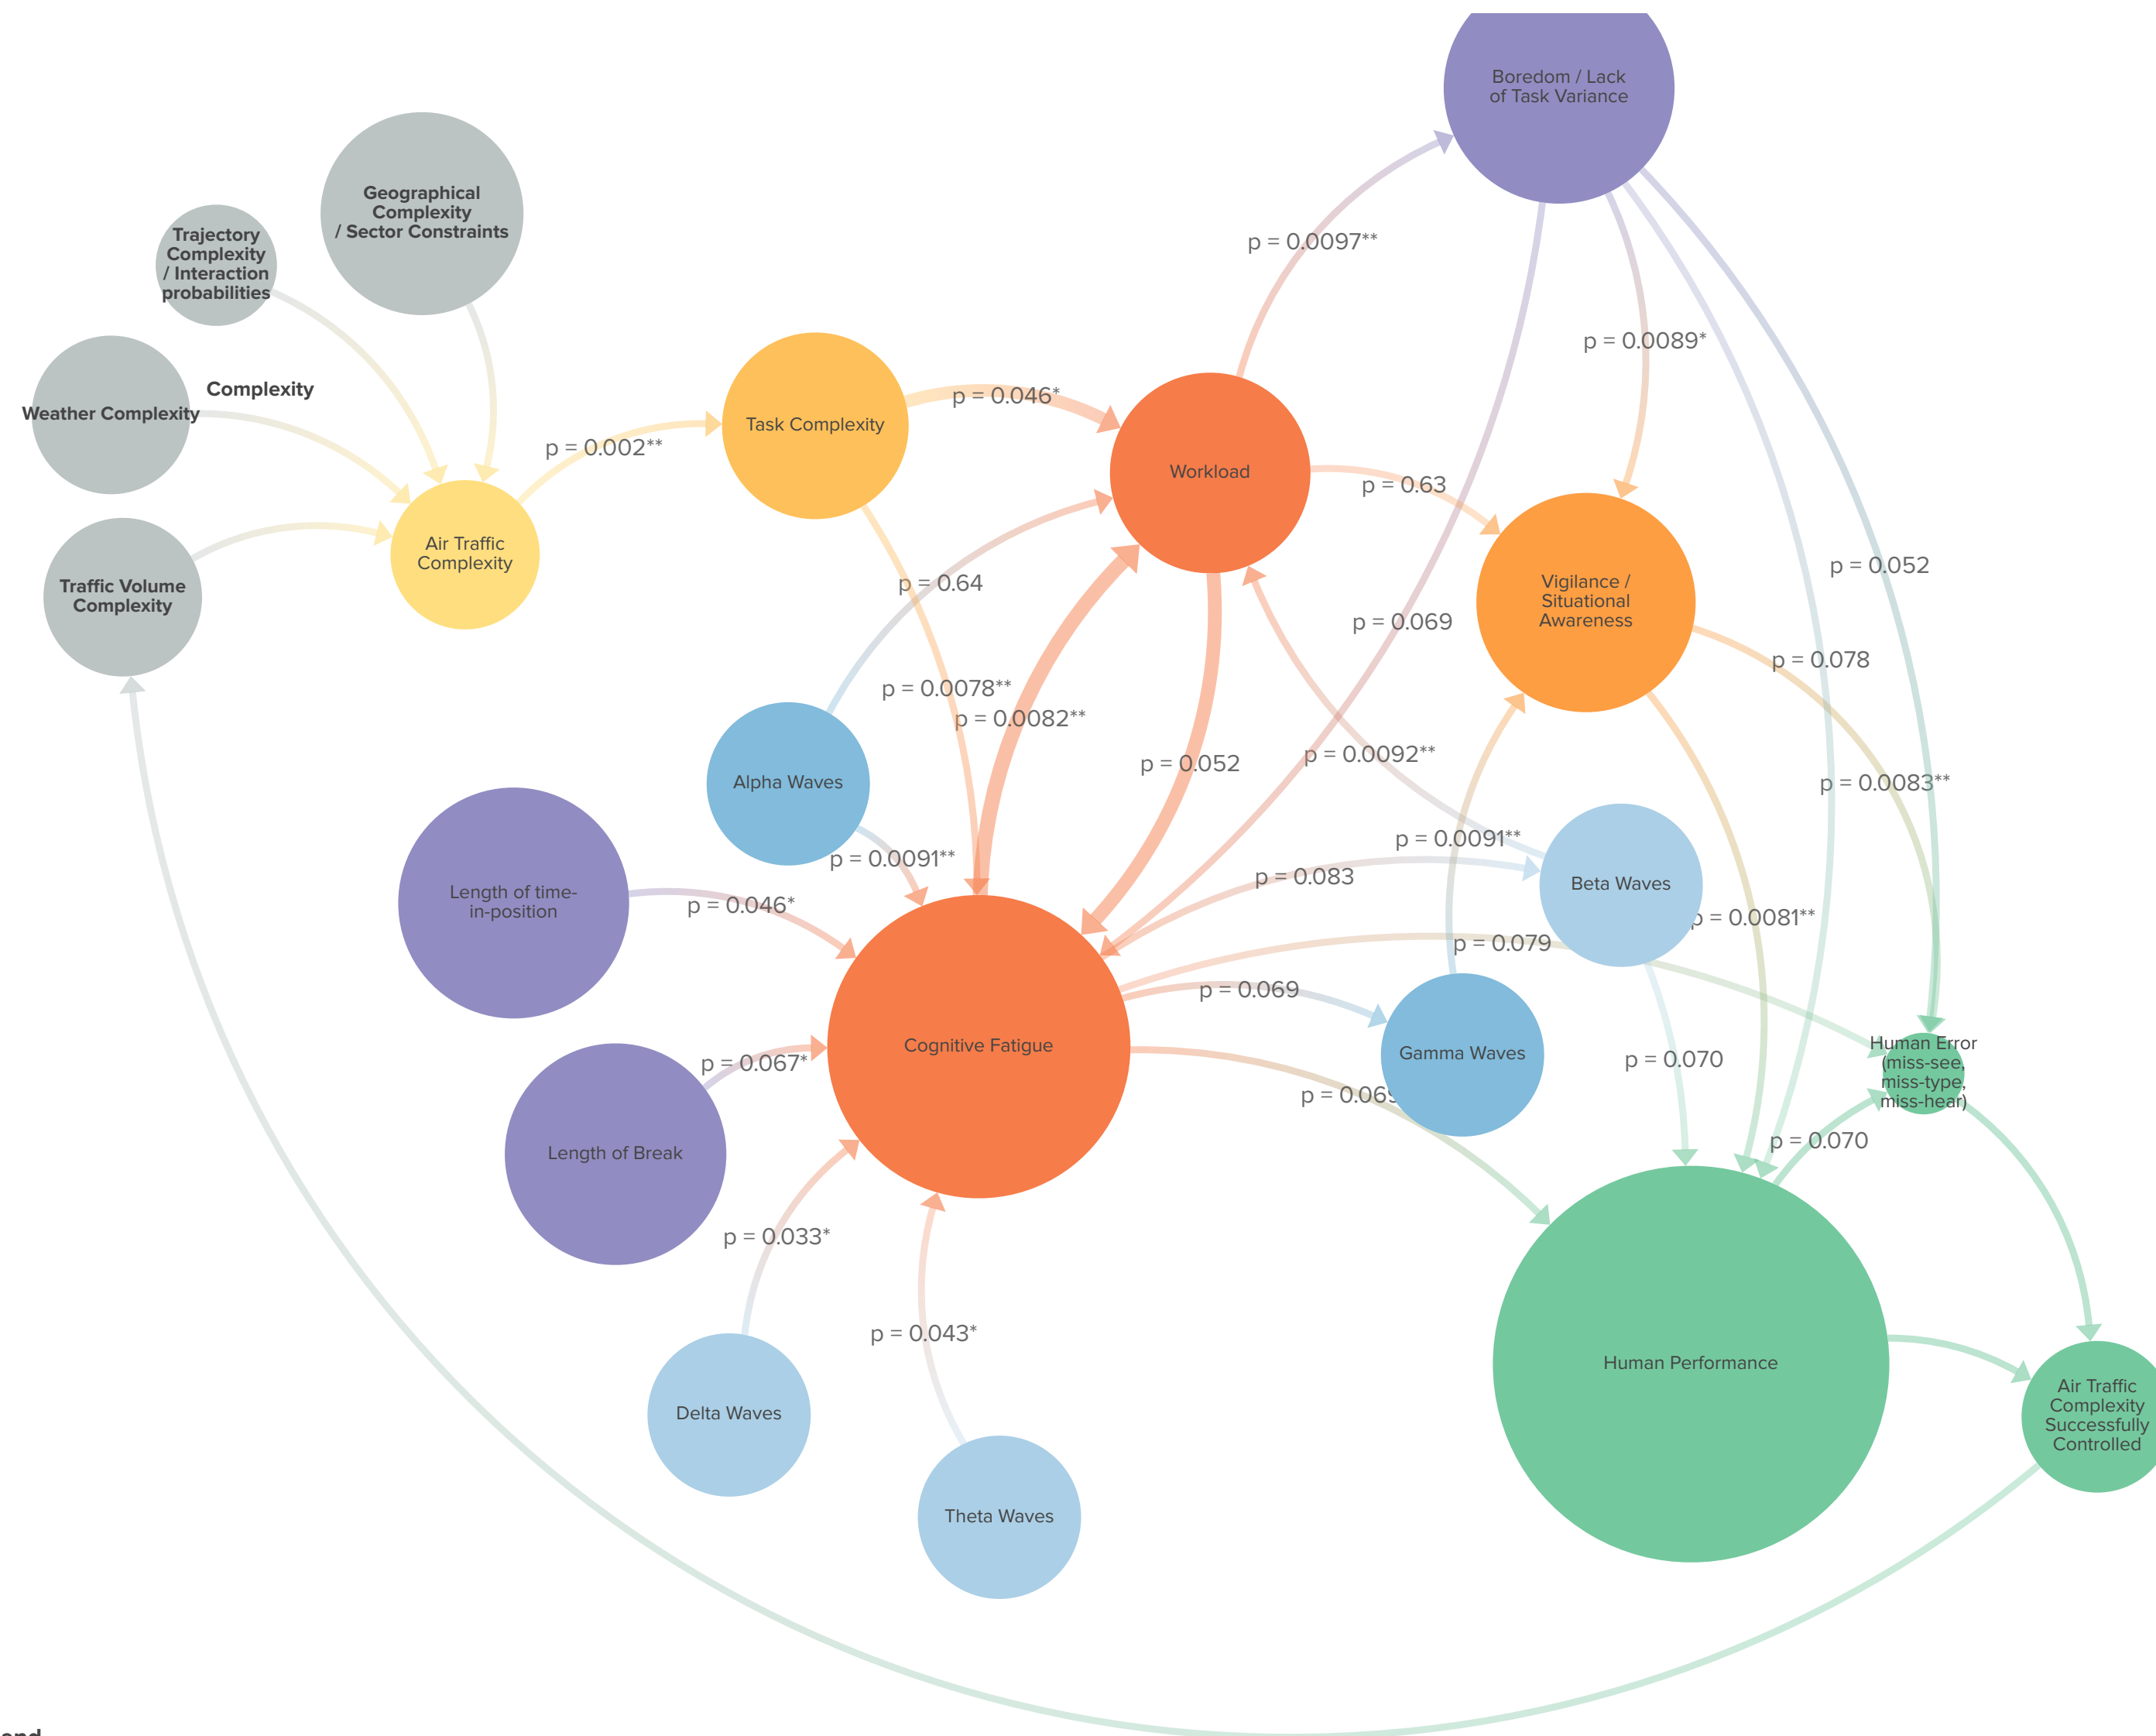 Boredom / Lack
of Task Variance
Geographical
Complexity
/ Sector Constraints
Trajectory
Complexity
/ Interaction
probabilities
p = 0.0097**
p = 0.0089*
Complexity
Weather Complexity
p = 0.002**
Task Complexity
p = 0.046*
Workload
p = 0.63
Air Traffic
Complexity
Traffic Volume
Complexity
p = 0.64
Vigilance /
Situational
Awareness
p = 0.052
p = 0.069
p = 0.078
p = 0.0078**
p = 0.0082**
p = 0.052
p = 0.0092**
Alpha Waves
p = 0.0083**
p = 0.0091**
p = 0.0091**
p = 0.083
Beta Waves
Length of time-
in-position
p = 0.046*
p = 0.0081**
p = 0.079
p = 0.069
Cognitive Fatigue
Gamma Waves
p = 0.070
Human Error
(miss-see,
miss-type,
miss-hear)
p = 0.067*
p = 0.069
p = 0.070
Length of Break
p = 0.033*
p = 0.043*
Human Performance
Delta Waves
Air Traffic
Complexity
Successfully
Controlled
Theta Waves